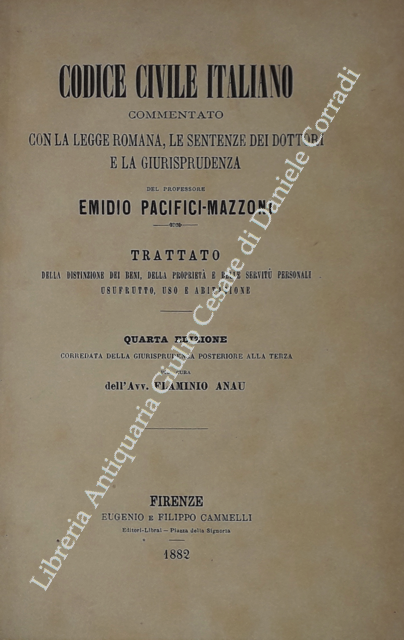 CODICE CIVILE ITALIANO
COMMENTATO
CON LA LEGGE ROMANA, LE SENTENZE DEI DOTTORI
E LA GIURISPRUDENZA
DEL PROFESSORE
EMIDIO PACIFICI-MAZZONI
TRATTATO
DELLA DISTINZIONE DEI BENI, DELLA PROPRIETÀ E DELLE SERVITÙ PERSONALI
USUFRUTTO, USO E ABITAZIONE
QUARTA EDIZIONE
CORREDATA DELLA GIURISPRUDENZA POSTERIORE ALLA TERZA
PER CURA
dell'Avv. FLAMINIO ANAU
FIRENZE
EUGENIO E FILIPPO CAMMELLI
Editori-Librai — Piazza della Signoria
1882
Libreria Antiquaria Giulio Cesare di Daniele Corradi